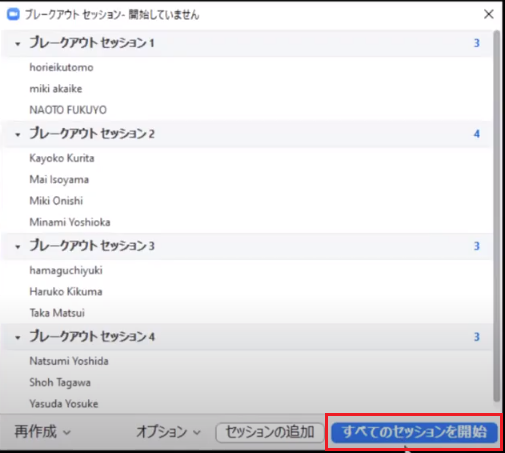 ブレークアウト セッション - 開始していません
ブレークアウト セッション 1 3
horieikutomo
miki akaike
NAOTO FUKUYO
ブレークアウト セッション 2 4
Kayoko Kurita
Mai Isoyama
Miki Onishi
Minami Yoshioka
ブレークアウト セッション 3 3
hamaguchiyuki
Haruko Kikuma
Taka Matsui
ブレークアウト セッション 4 3
Natsumi Yoshida
Shoh Tagawa
Yasuda Yosuke
再作成 オプション セッションの追加 すべてのセッションを開始